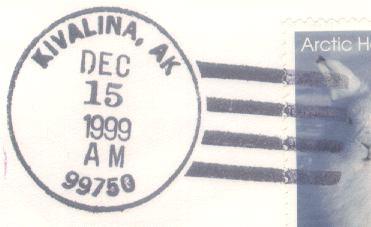 KIVALINA, AK
DEC
15
1999
AM
99750
Arctic H